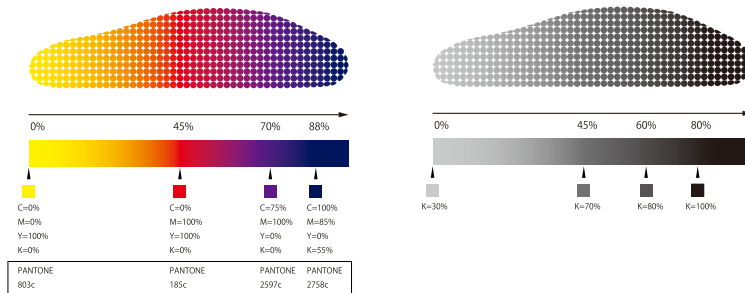 0% 45% 70% 88%
C=0% C=0% C=75% C=100%
M=0% M=100% M=100% M=85%
Y=100% Y=100% Y=0% Y=0%
K=0% K=0% K=0% K=55%
PANTONE PANTONE PANTONE PANTONE
803c 185c 2597c 2758c
0% 45% 60% 80%
K=30% K=70% K=80% K=100%